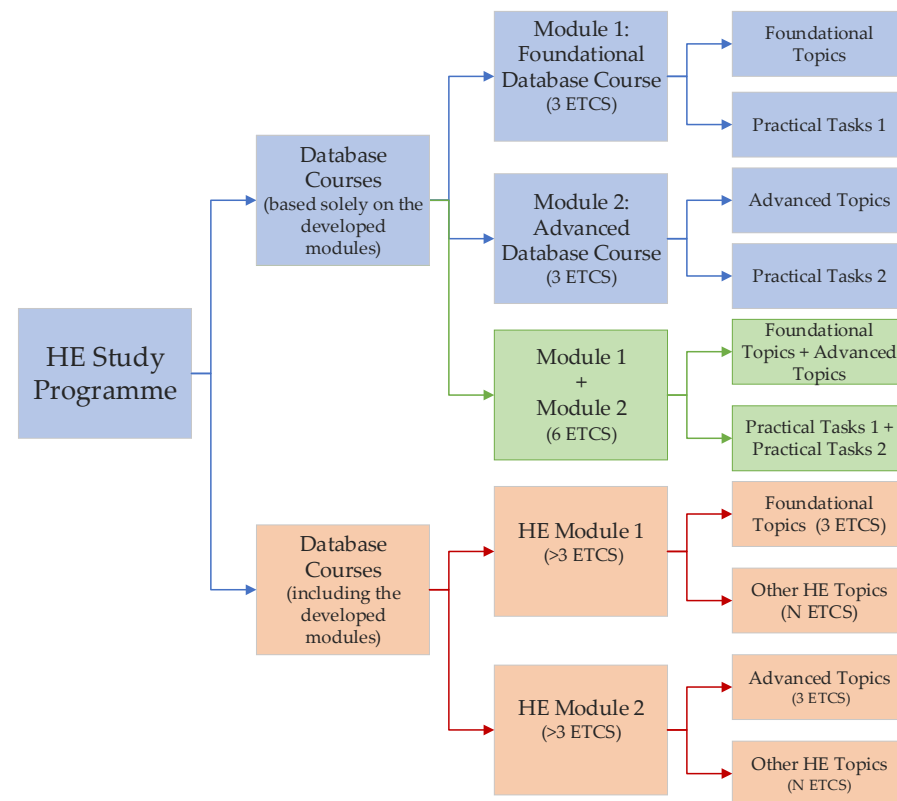 HE Study
Programme
Database
Courses
(based solely on the
developed
modules)
Database
Courses
(including the
developed
modules)
Module 1:
Foundational
Database Course
(3 ETCS)
Module 2:
Advanced
Database Course
(3 ETCS)
Module 1
+
Module 2
(6 ETCS)
HE Module 1
(>3 ETCS)
HE Module 2
(>3 ETCS)
Foundational
Topics
Practical Tasks 1
Advanced Topics
Practical Tasks 2
Foundational
Topics + Advanced
Topics
Practical Tasks 1 +
Practical Tasks 2
Foundational
Topics (3 ETCS)
Other HE Topics
(N ETCS)
Advanced Topics
(3 ETCS)
Other HE Topics
(N ETCS)